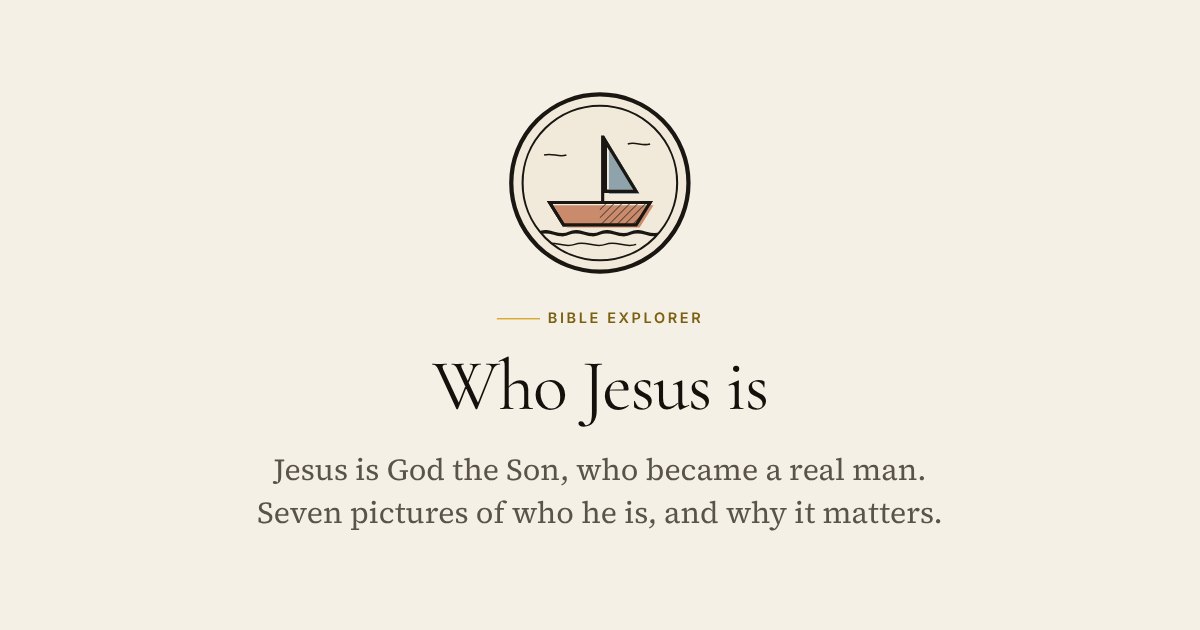 BIBLE EXPLORER
Who Jesus is
Jesus is God the Son, who became a real man.
Seven pictures of who he is, and why it matters.